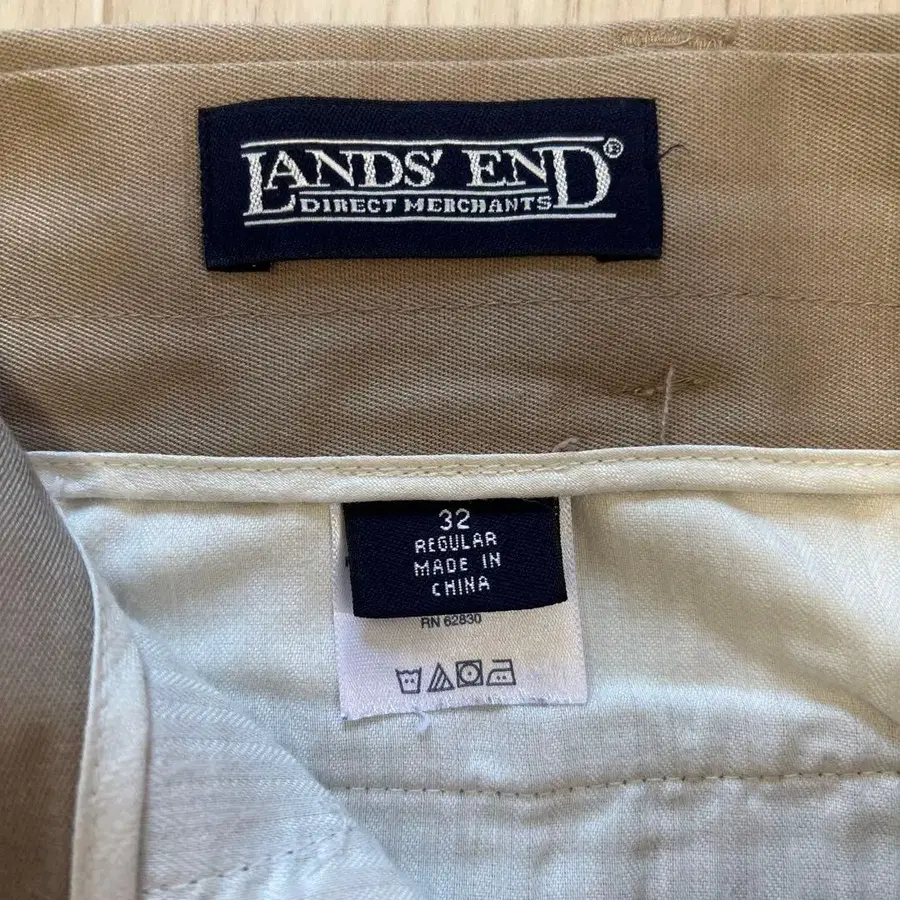 LANDS' END®
DIRECT MERCHANTS
32
REGULAR
MADE IN
CHINA
RN 62830